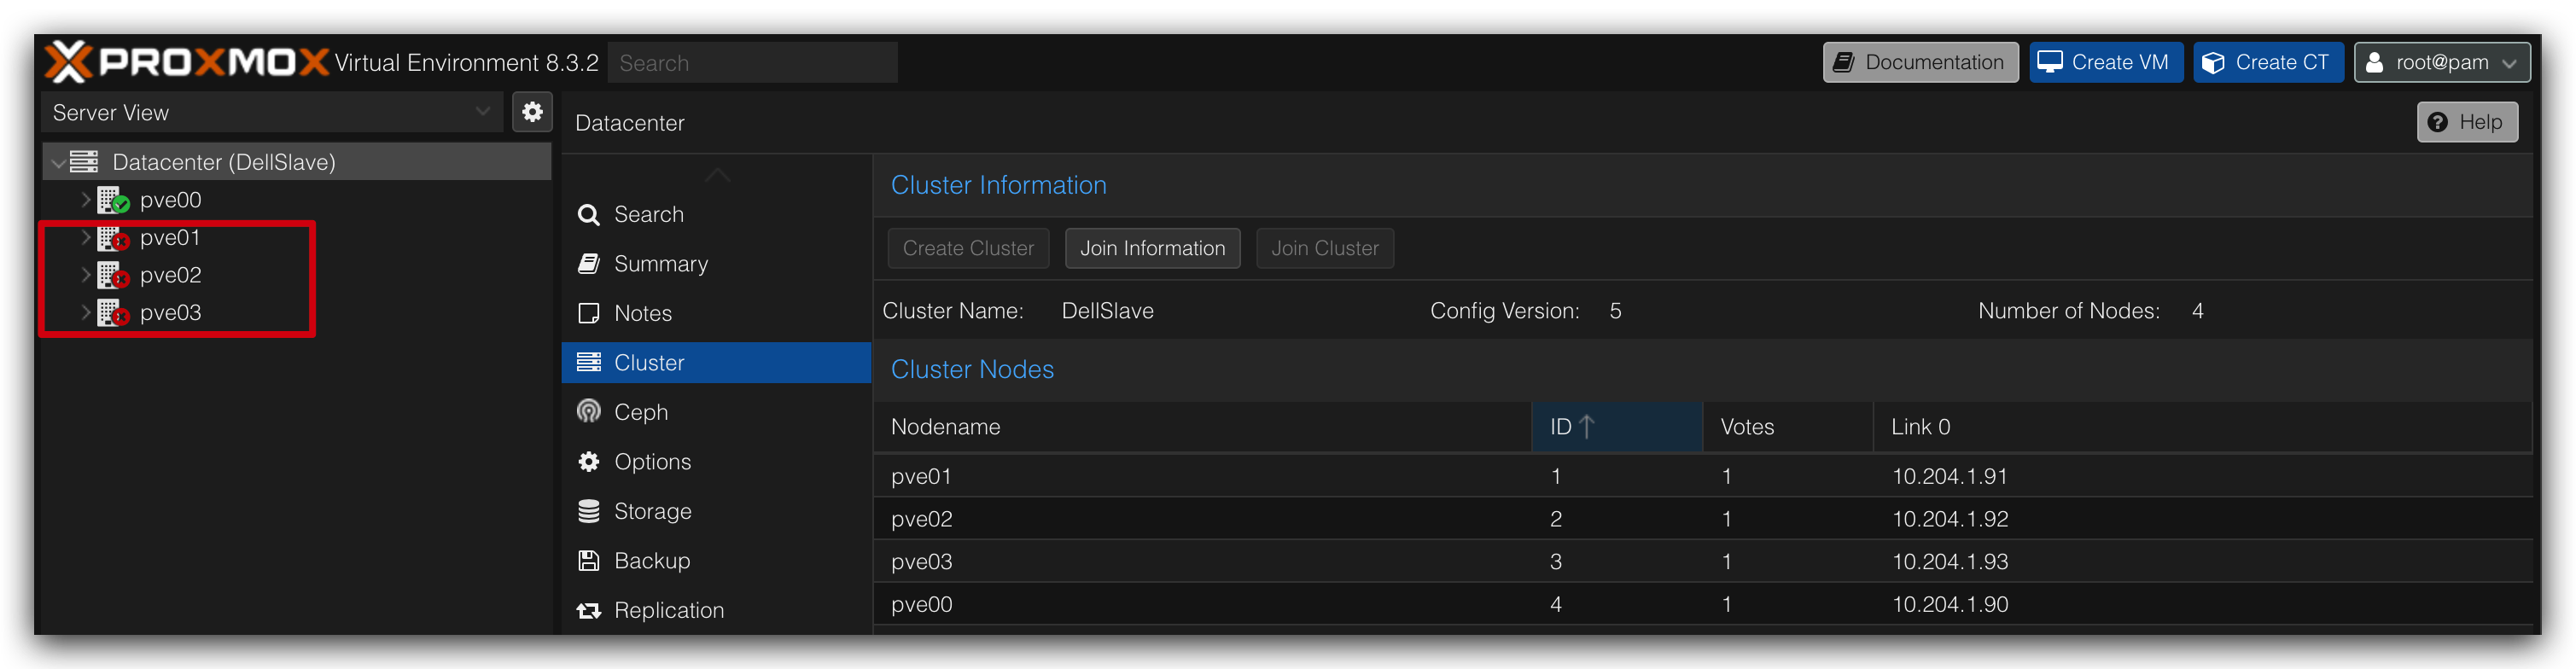 PROXMOX Virtual Environment 8.3.2 Search Documentation Create VM Create CT root@pam
Server View
Datacenter (DellSlave)
pve00
pve01
pve02
pve03
Datacenter Help
Search
Summary
Notes
Cluster
Ceph
Options
Storage
Backup
Replication
Cluster Information
Create Cluster Join Information Join Cluster
Cluster Name: DellSlave Config Version: 5 Number of Nodes: 4
Cluster Nodes
Nodename ID↑ Votes Link 0
pve01 1 1 10.204.1.91
pve02 2 1 10.204.1.92
pve03 3 1 10.204.1.93
pve00 4 1 10.204.1.90